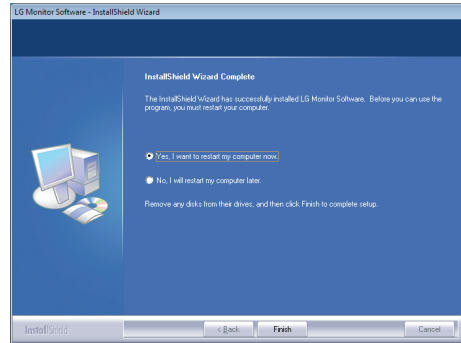 LG Monitor Software - InstallShield Wizard
InstallShield Wizard Complete
The InstallShield Wizard has successfully installed LG Monitor Software. Before you can use the
program, you must restart your computer.
Yes, I want to restart my computer now.
No, I will restart my computer later.
Remove any disks from their drives, and then click Finish to complete setup.
InstallShield
< Back Finish Cancel